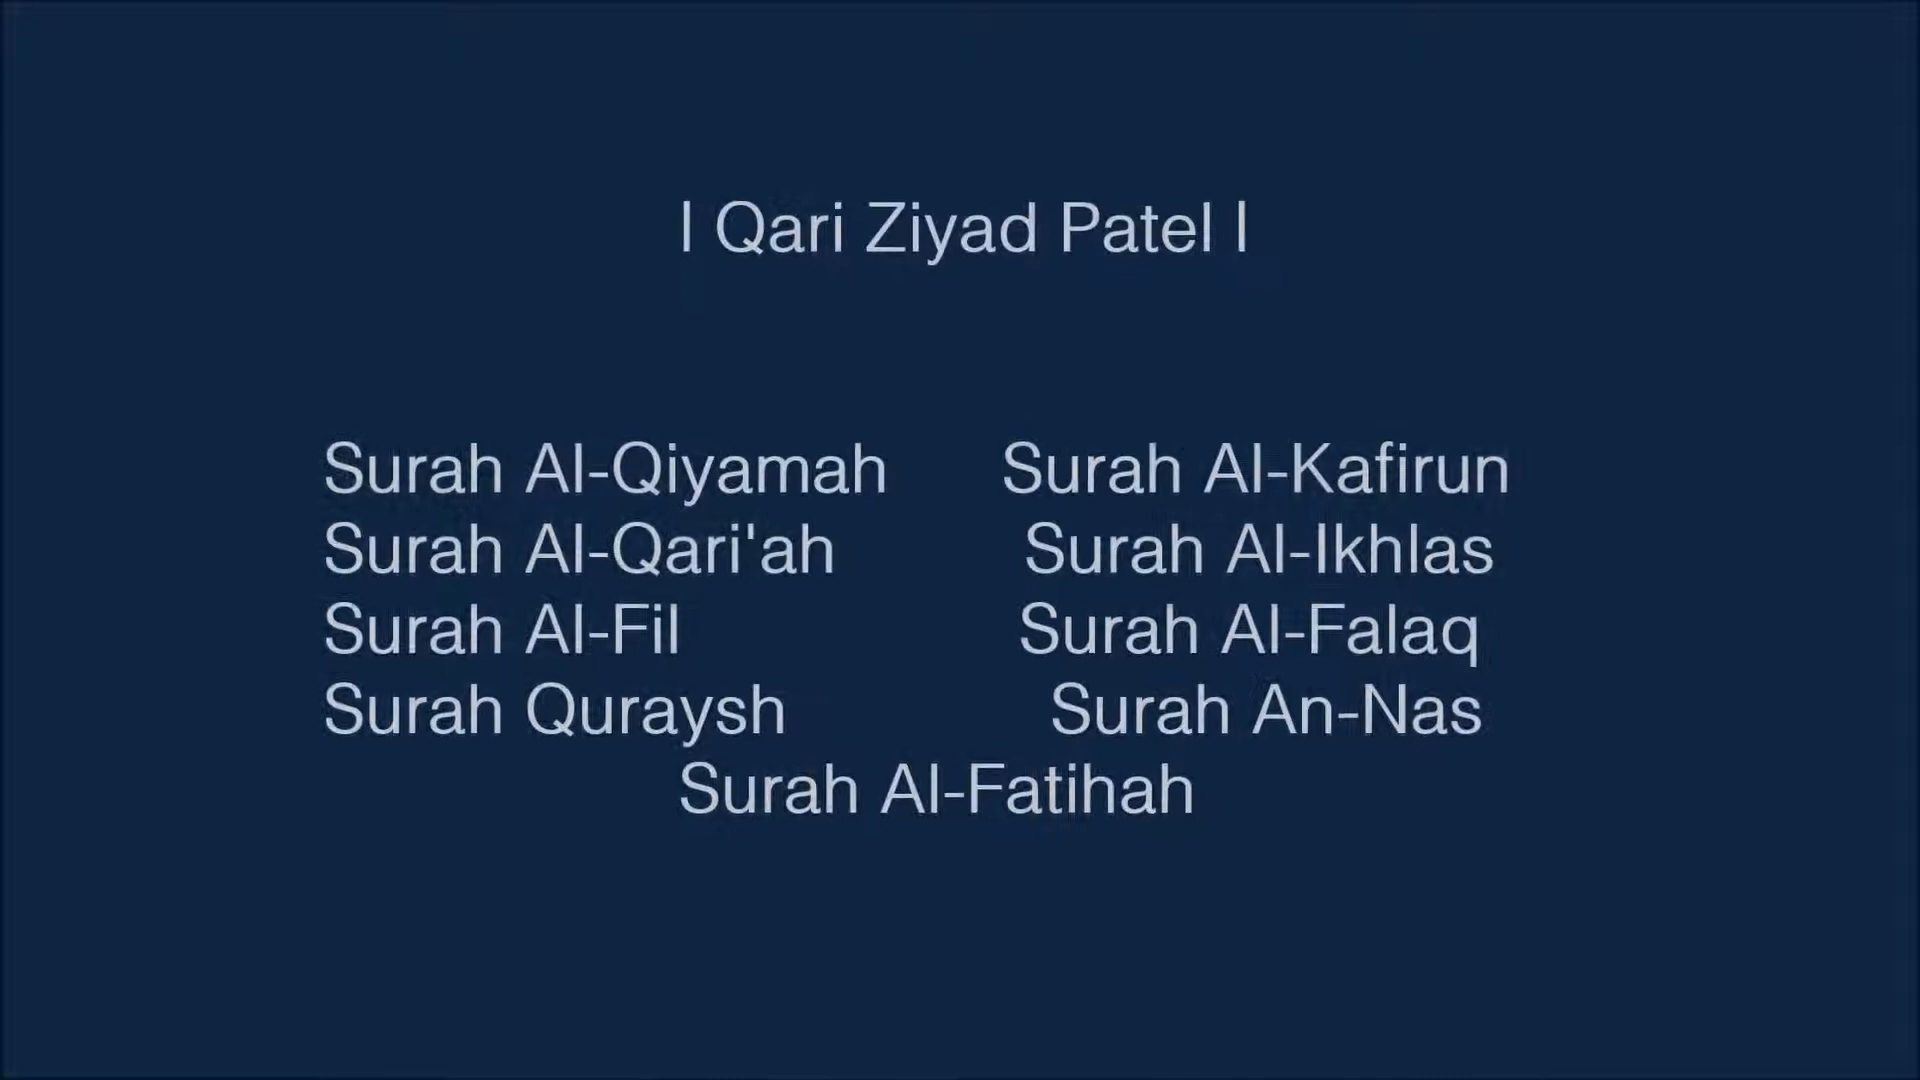 | Qari Ziyad Patel |
Surah Al-Qiyamah Surah Al-Kafirun
Surah Al-Qari'ah Surah Al-Ikhlas
Surah Al-Fil Surah Al-Falaq
Surah Quraysh Surah An-Nas
Surah Al-Fatihah